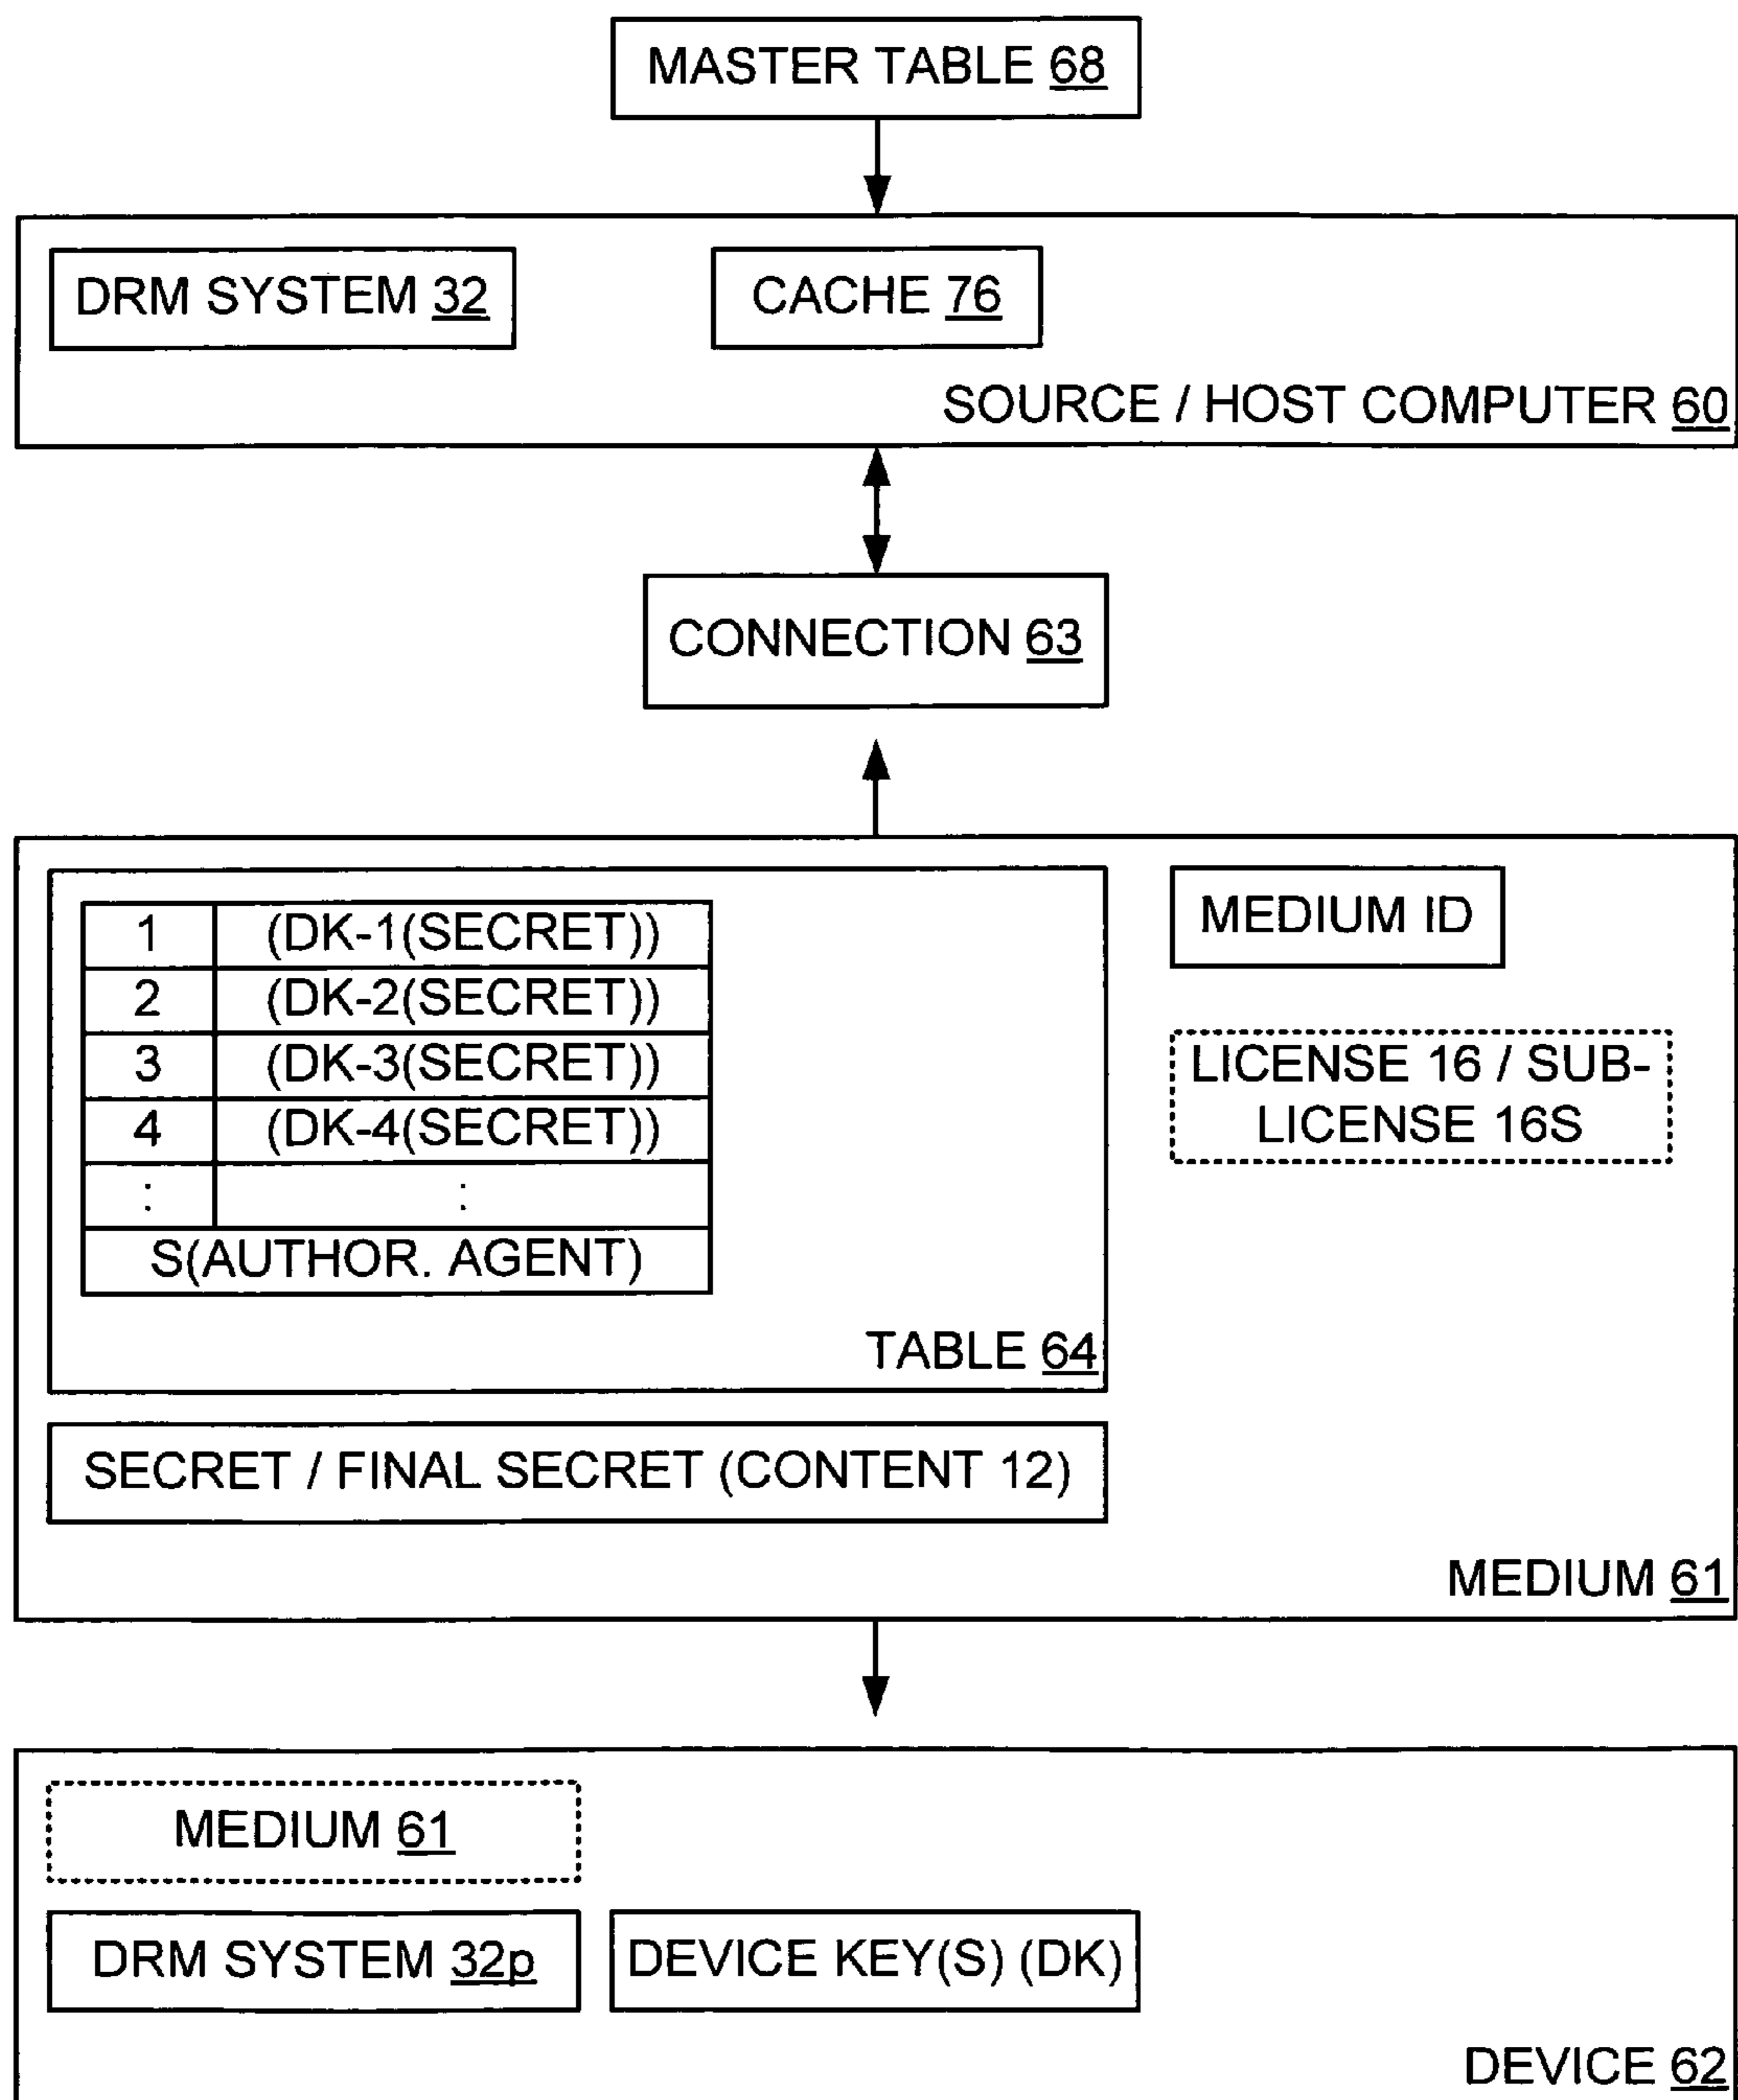 MASTER TABLE 68
DRM SYSTEM 32
CACHE 76
SOURCE / HOST COMPUTER 60
CONNECTION 63
1 (DK-1(SECRET))
2 (DK-2(SECRET))
3 (DK-3(SECRET))
4 (DK-4(SECRET))
: :
S(AUTHOR. AGENT)
TABLE 64
MEDIUM ID
LICENSE 16 / SUB-
LICENSE 16S
SECRET / FINAL SECRET (CONTENT 12)
MEDIUM 61
MEDIUM 61
DRM SYSTEM 32p
DEVICE KEY(S) (DK)
DEVICE 62